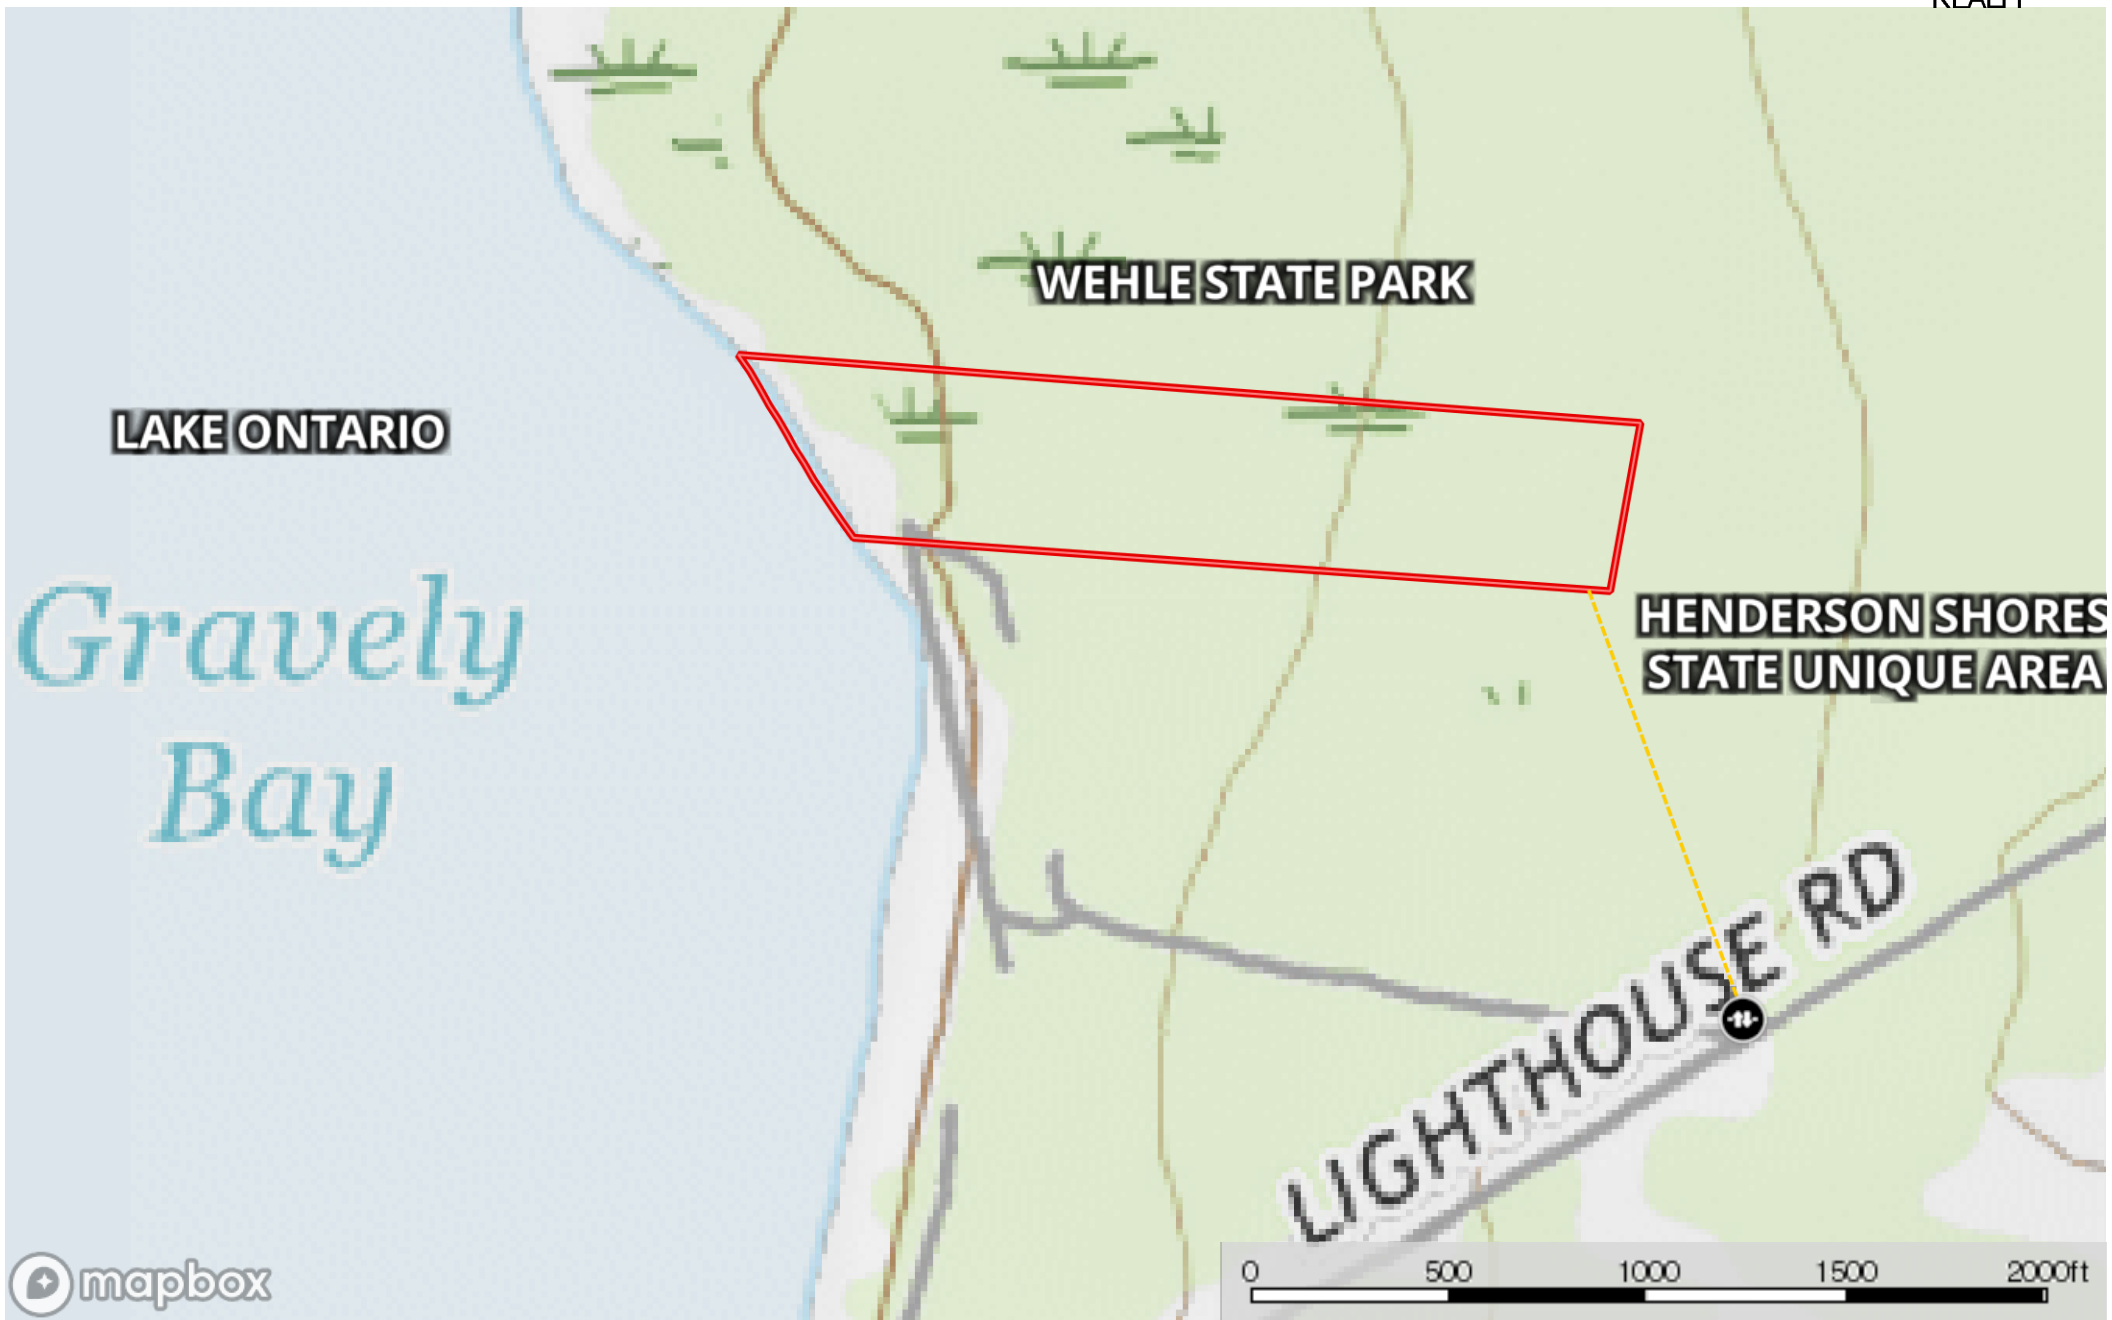 WEHLE STATE PARK
LAKE ONTARIO
Gravely
Bay
HENDERSON SHORES
STATE UNIQUE AREA
LIGHTHOUSE RD
0 500 1000 1500 2000ft
mapbox